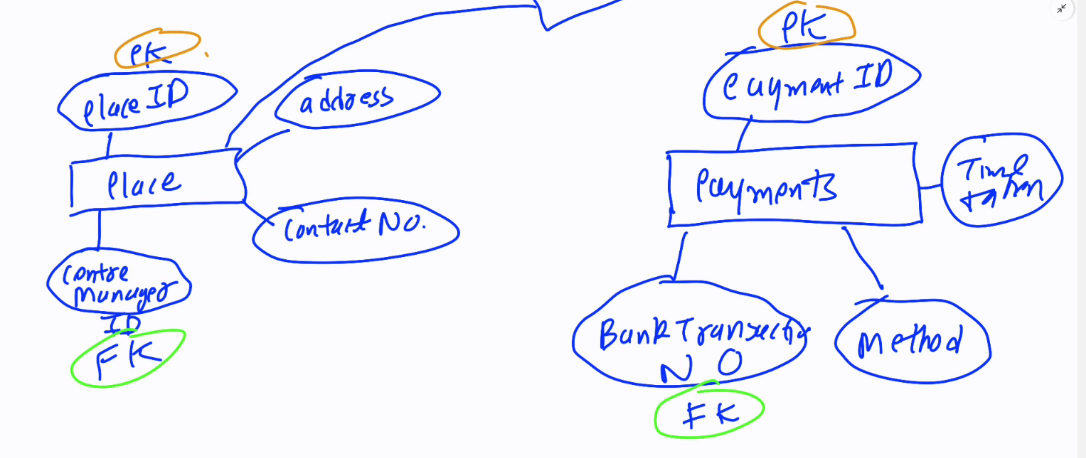 PK
Place ID
address
Place
Contact No.
Centre
Manager
ID
FK
PK
Payment ID
Payments
Time
taken
Bank Transaction
NO
Method
FK